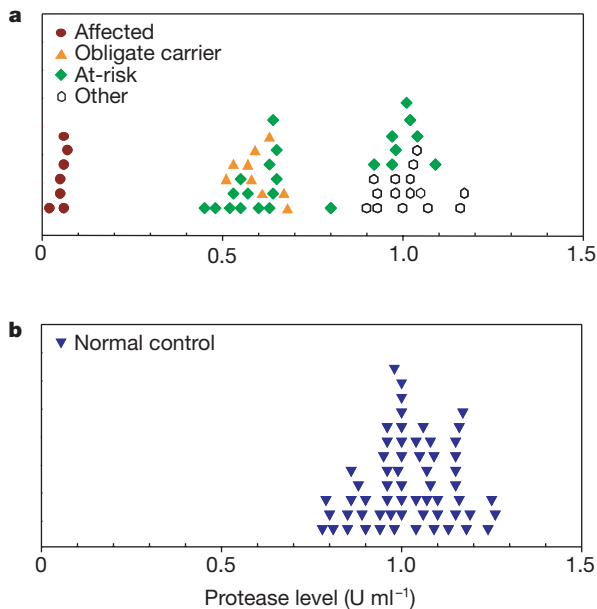 a
Affected
Obligate carrier
At-risk
Other
0 0.5 1.0 1.5
b
Normal control
0 0.5 1.0 1.5
Protease level (U ml⁻¹)